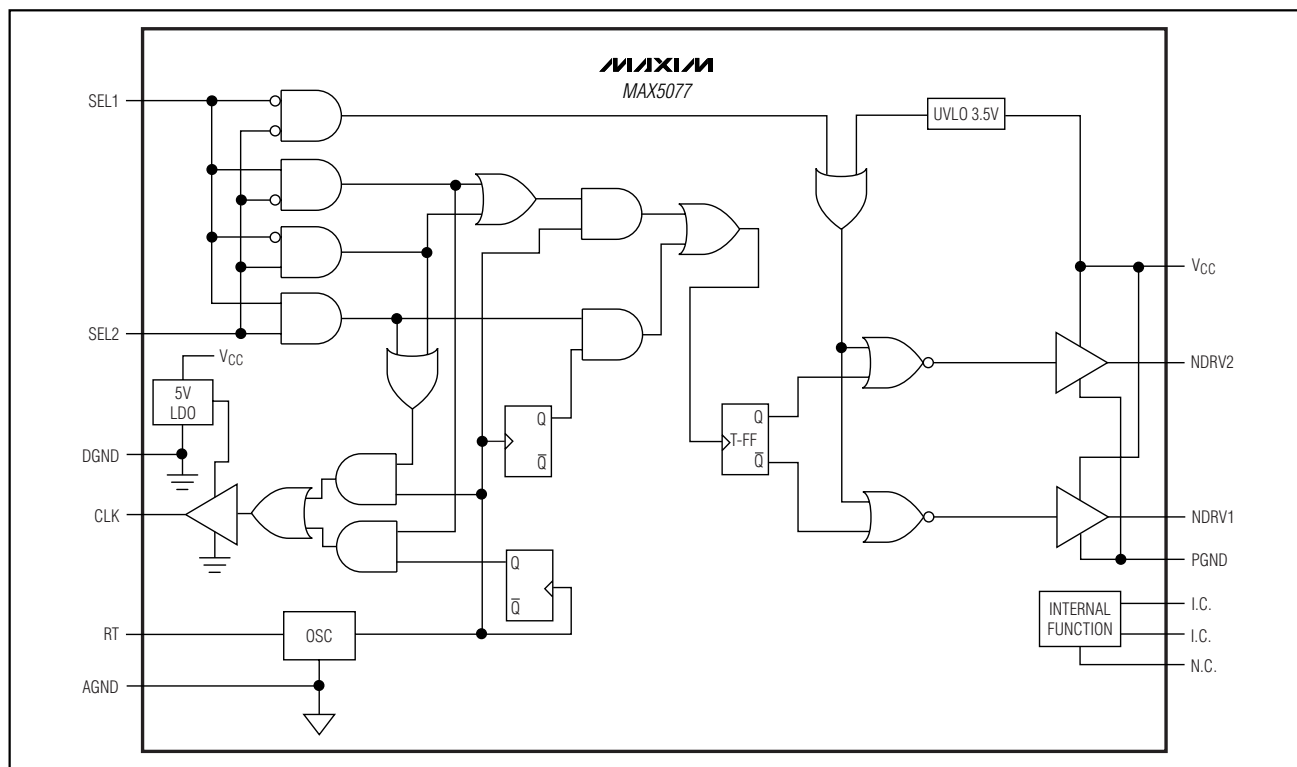 MAXIM
MAX5077
SEL1
UVLO 3.5V
VCC
SEL2
VCC
5V
LDO
NDRV2
Q
Q
T-FF
Q̅
Q̅
DGND
CLK
NDRV1
Q
PGND
Q̅
INTERNAL
FUNCTION
I.C.
RT
OSC
I.C.
N.C.
AGND